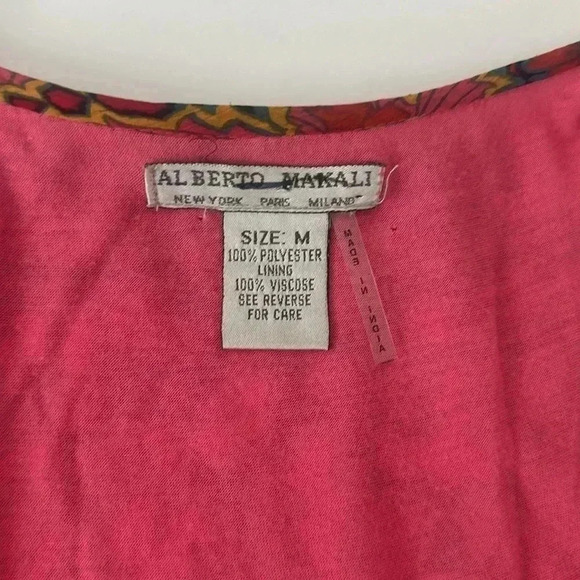 ALBERTO MAKALI
NEW YORK PARIS MILANO
SIZE: M
100% POLYESTER
LINING
100% VISCOSE
SEE REVERSE
FOR CARE
MADE IN INDIA